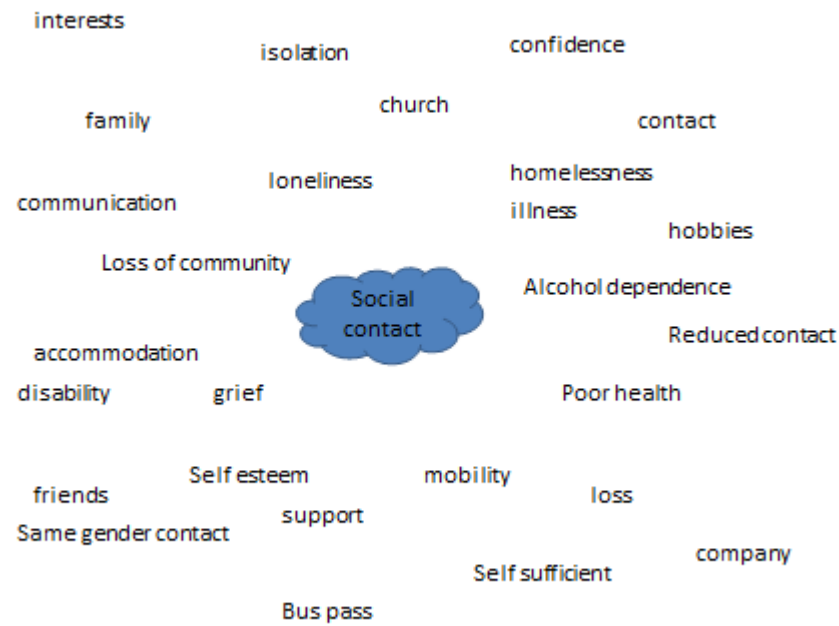 interests
isolation
confidence
church
family
contact
loneliness
homelessness
communication
illness
hobbies
Loss of community
Alcohol dependence
Social
contact
Reduced contact
accommodation
disability
grief
Poor health
Self esteem
mobility
friends
loss
support
Same gender contact
company
Self sufficient
Bus pass